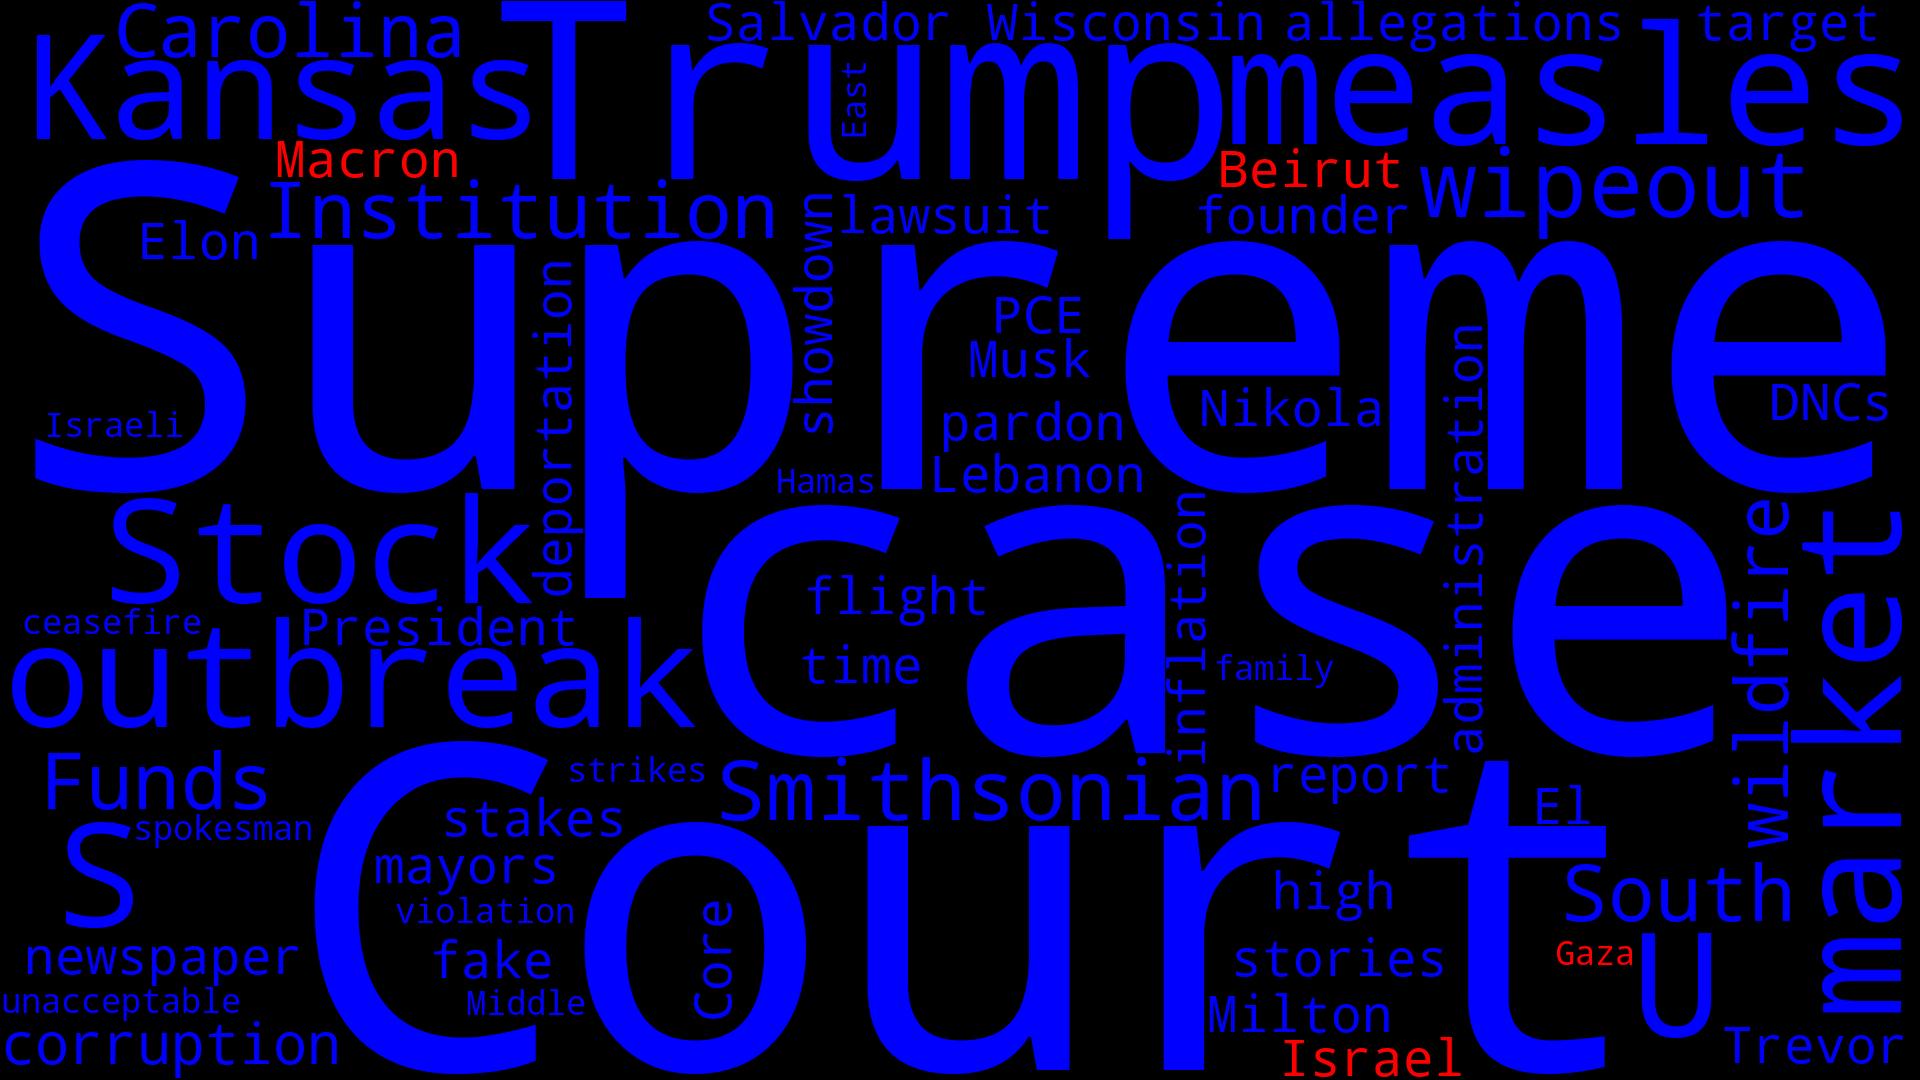 Carolina
Salvador
Wisconsin
allegations
target
Kansas
Trump
East
measles
Macron
Beirut
wipeout
Institution
lawsuit
founder
Elon
Supreme
showdown
deportation
PCE
Musk
Nikola
DNCs
Israeli
pardon
Hamas
Lebanon
administration
Stock
case
inflation
wildfire
market
flight
ceasefire
President
outbreak
time
family
Funds
strikes
Smithsonian
report
El
S
spokesman
stakes
mayors
Court
violation
Core
high
South
newspaper
fake
stories
Gaza
U
unacceptable
Middle
Milton
corruption
Israel
Trevor